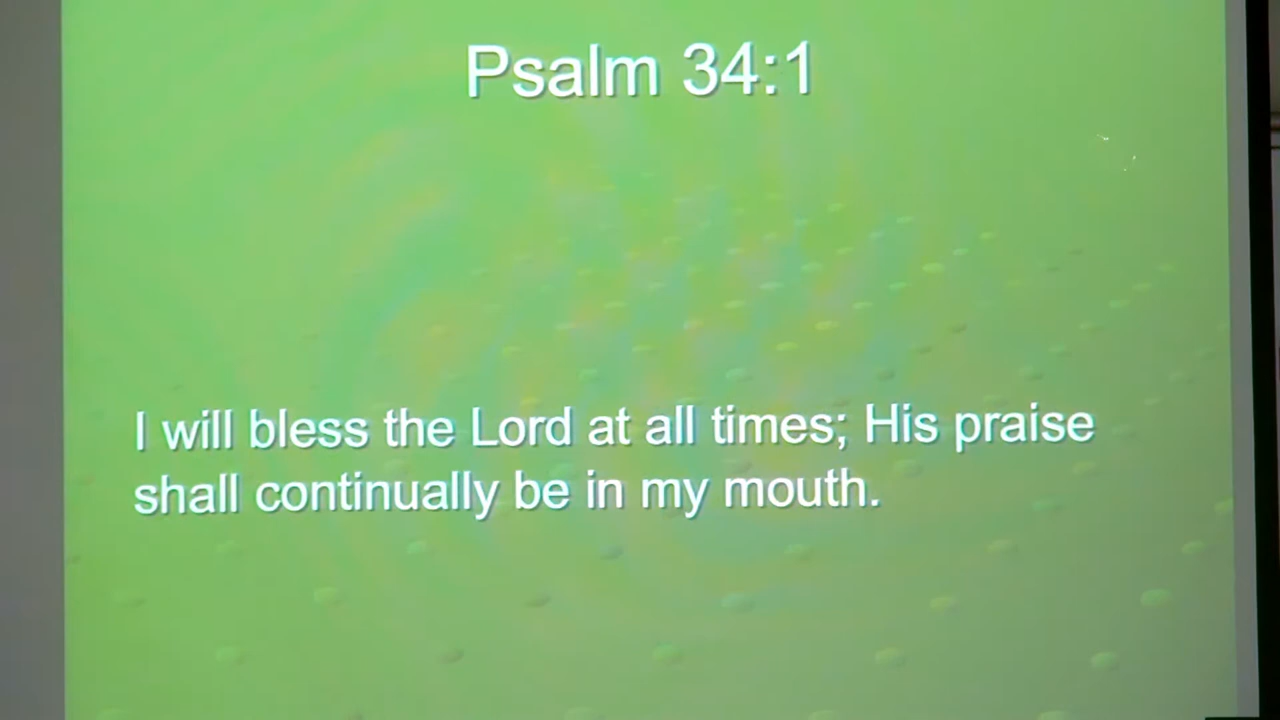 Psalm 34:1
I will bless the Lord at all times; His praise
shall continually be in my mouth.